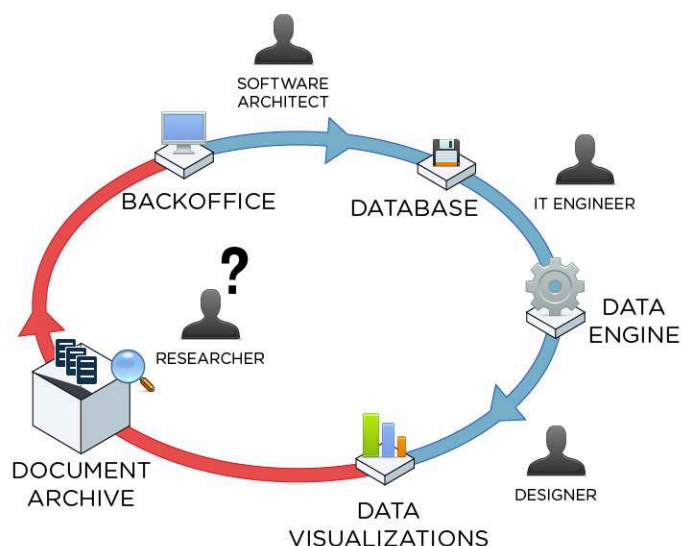 SOFTWARE
ARCHITECT
BACKOFFICE
DATABASE
IT ENGINEER
?
RESEARCHER
DATA
ENGINE
DOCUMENT
ARCHIVE
DATA
VISUALIZATIONS
DESIGNER